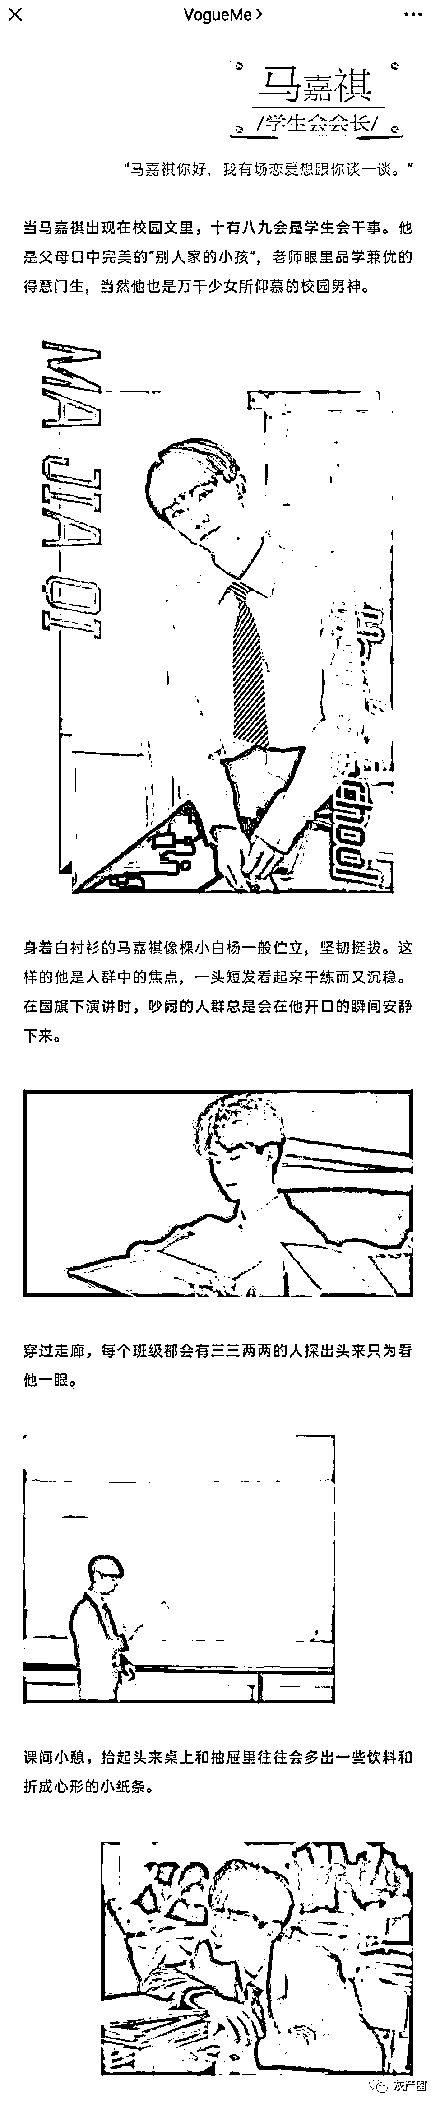 VogueMe
马嘉祺
/学生会会长/
“马嘉祺你好，我有场恋爱想跟你谈一谈。”
当马嘉祺出现在校园文里，十有八九会是学生会干事。他
是父母口中完美的“别人家的小孩”，老师眼里品学兼优的
得意门生，当然他也是万千少女所仰慕的校园男神。
MA JIA QI
身着白衬衫的马嘉祺像棵小白杨一般伫立，坚韧挺拔。这
样的他是人群中的焦点，一头短发看起来干练而又沉稳。
在国旗下演讲时，吵闹的人群总是会在他开口的瞬间安静
下来。
穿过走廊，每个班级都会有三三两两的人探出头来只为看
他一眼。
课间小憩，抬起头来桌上和抽屉里往往会多出一些饮料和
折成心形的小纸条。
灰产圈